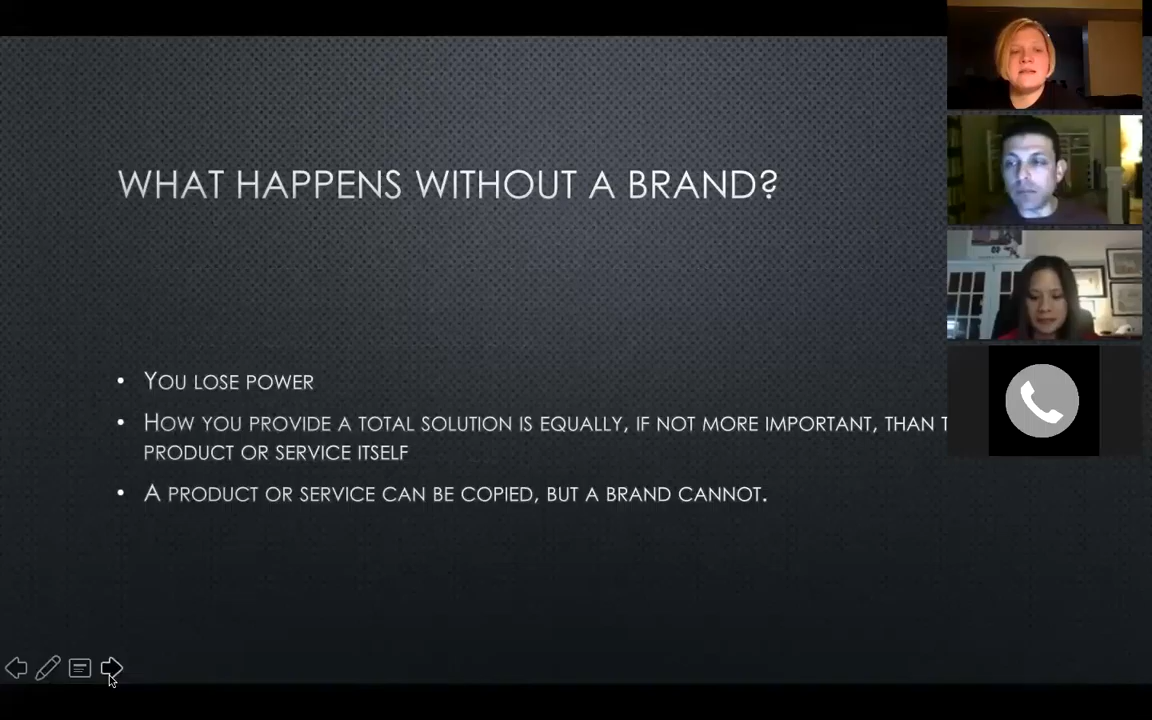 WHAT HAPPENS WITHOUT A BRAND?
• YOU LOSE POWER
• HOW YOU PROVIDE A TOTAL SOLUTION IS EQUALLY, IF NOT MORE IMPORTANT, THAN
PRODUCT OR SERVICE ITSELF
• A PRODUCT OR SERVICE CAN BE COPIED, BUT A BRAND CANNOT.